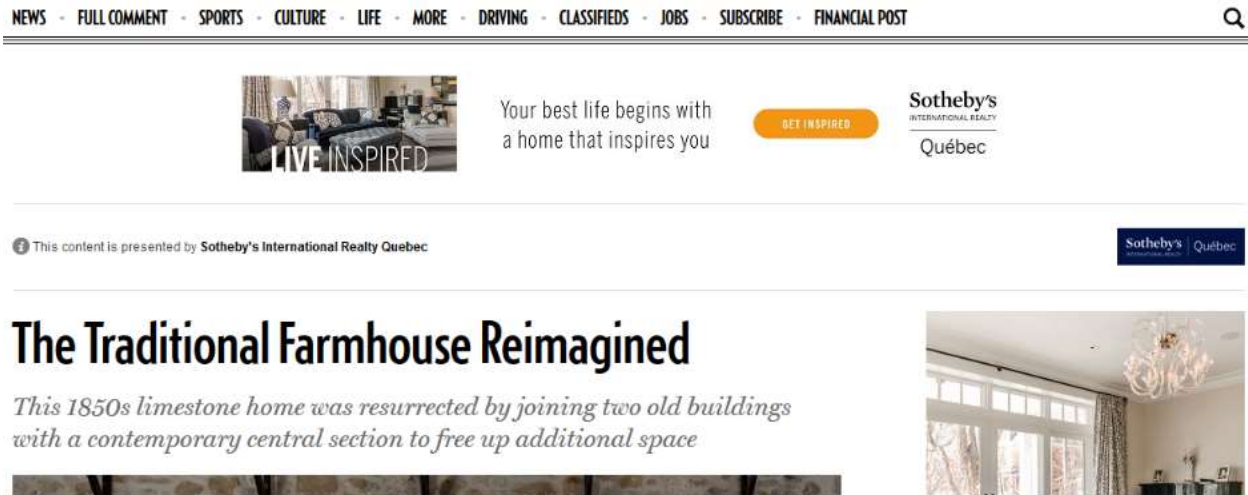 NEWS - FULL COMMENT - SPORTS - CULTURE - LIFE - MORE - DRIVING - CLASSIFIEDS - JOBS - SUBSCRIBE - FINANCIAL POST
LIVE INSPIRED
Your best life begins with
a home that inspires you
GET INSPIRED
Sotheby's
INTERNATIONAL REALTY
Québec
This content is presented by Sotheby's International Realty Quebec
Sotheby's
INTERNATIONAL REALTY
Québec
The Traditional Farmhouse Reimagined
This 1850s limestone home was resurrected by joining two old buildings
with a contemporary central section to free up additional space